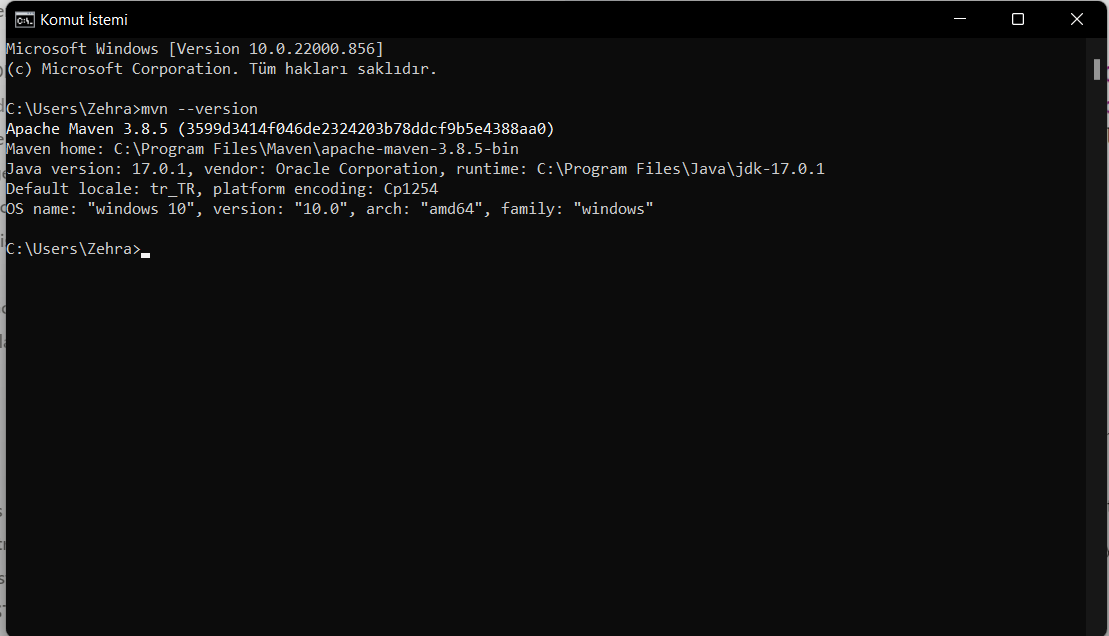 Komut İstemi
Microsoft Windows [Version 10.0.22000.856]
(c) Microsoft Corporation. Tüm hakları saklıdır.
C:\Users\Zehra>mvn --version
Apache Maven 3.8.5 (3599d3414f046de2324203b78ddcf9b5e4388aa0)
Maven home: C:\Program Files\Maven\apache-maven-3.8.5-bin
Java version: 17.0.1, vendor: Oracle Corporation, runtime: C:\Program Files\Java\jdk-17.0.1
Default locale: tr_TR, platform encoding: Cp1254
OS name: "windows 10", version: "10.0", arch: "amd64", family: "windows"
C:\Users\Zehra>